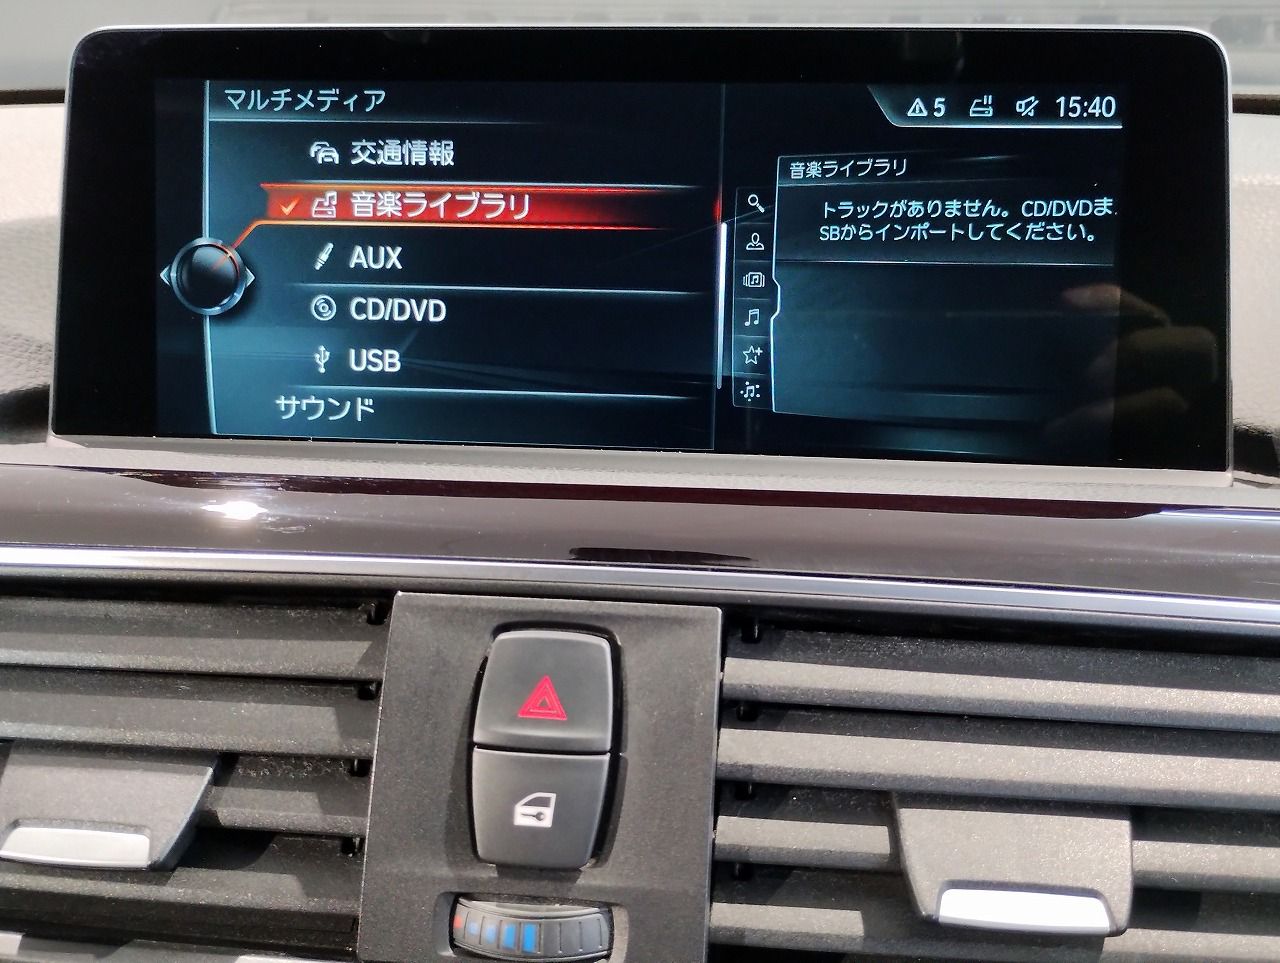 マルチメディア
5 15:40
交通情報
音楽ライブラリ
AUX
CD/DVD
USB
サウンド
音楽ライブラリ
トラックがありません。CD/DVDま
SBからインポートしてください。